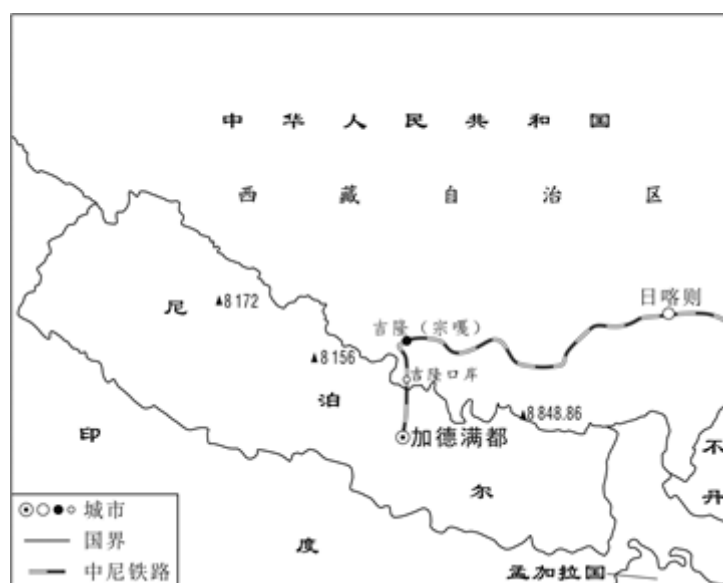 中华人民共和国
西藏自治区
日喀则
尼
▲8 172
吉隆（宗嘎）
▲8 156
吉隆口岸
泊
▲8 848.86
印
加德满都
不
丹
尔
城市
国界
度
中尼铁路
孟加拉国